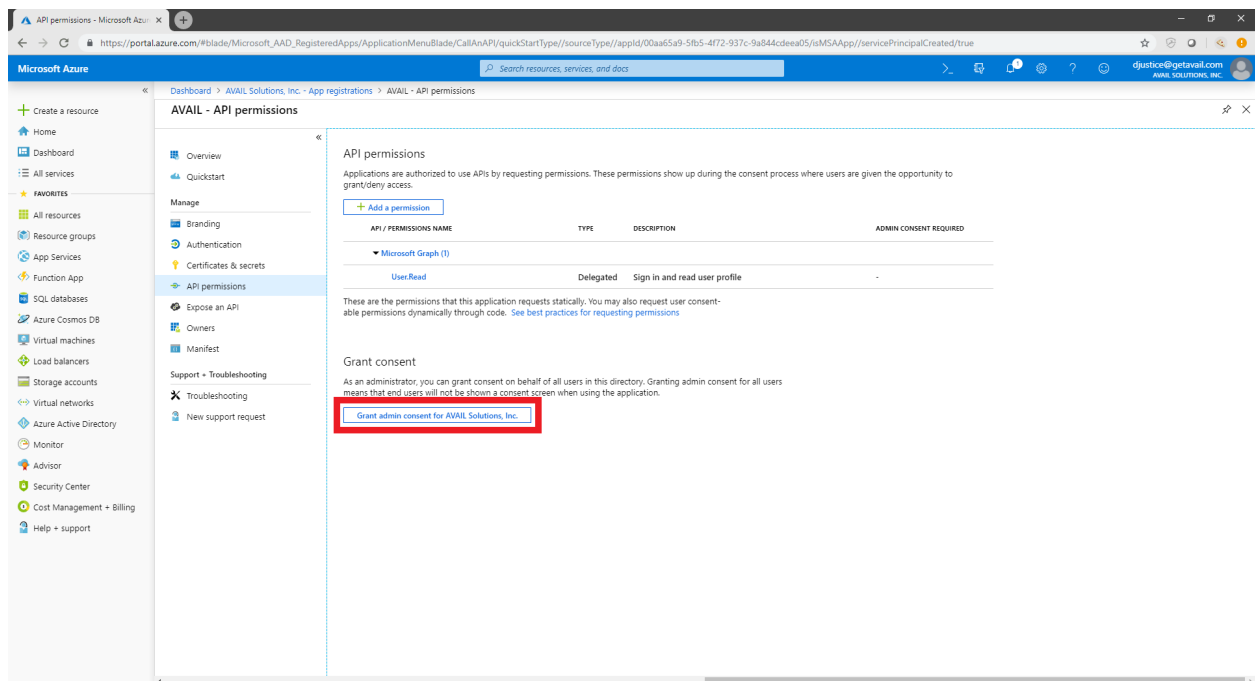 API permissions - Microsoft Azu
https://portal.azure.com/#blade/Microsoft_AAD_RegisteredApps/ApplicationMenuBlade/CallAnAPI/quickStartType//sourceType//appId/00aa65a9-5fb5-4f72-937c-9a844cdeea05/isMSAApp//servicePrincipalCreated/true
Microsoft Azure
Search resources, services, and docs
1
djustice@getavail.com
AVAIL SOLUTIONS, INC.
Create a resource
Home
Dashboard
All services
FAVORITES
All resources
Resource groups
App Services
Function App
SQL databases
Azure Cosmos DB
Virtual machines
Load balancers
Storage accounts
Virtual networks
Azure Active Directory
Monitor
Advisor
Security Center
Cost Management + Billing
Help + support
Dashboard > AVAIL Solutions, Inc. - App registrations > AVAIL - API permissions
AVAIL - API permissions
Overview
Quickstart
Manage
Branding
Authentication
Certificates & secrets
API permissions
Expose an API
Owners
Manifest
Support + Troubleshooting
Troubleshooting
New support request
API permissions
Applications are authorized to use APIs by requesting permissions. These permissions show up during the consent process where users are given the opportunity to
grant/deny access.
Add a permission
API / PERMISSIONS NAME TYPE DESCRIPTION ADMIN CONSENT REQUIRED
Microsoft Graph (1)
User.Read Delegated Sign in and read user profile -
These are the permissions that this application requests statically. You may also request user consent-
able permissions dynamically through code. See best practices for requesting permissions
Grant consent
As an administrator, you can grant consent on behalf of all users in this directory. Granting admin consent for all users
means that end users will not be shown a consent screen when using the application.
Grant admin consent for AVAIL Solutions, Inc.